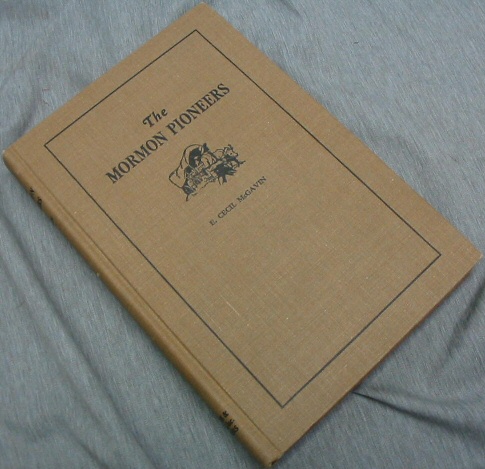 The
MORMON PIONEERS
E. CECIL McGAVIN